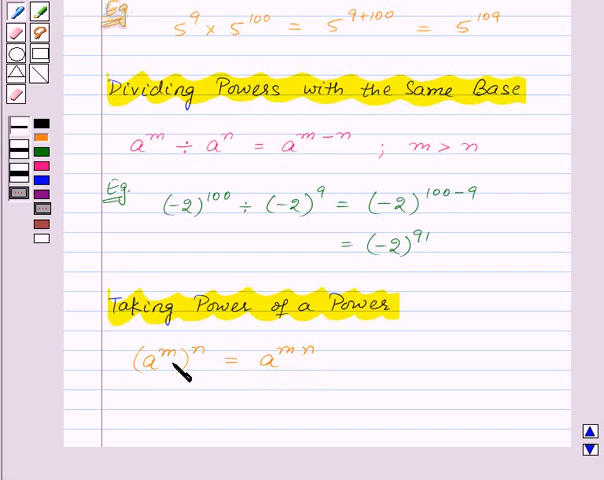 Eg.
5^9 × 5^100 = 5^(9+100) = 5^109
Dividing Powers with the Same Base
a^m ÷ a^n = a^(m-n) ; m > n
Eg. (-2)^100 ÷ (-2)^9 = (-2)^(100-9)
= (-2)^91
Taking Power of a Power
(a^m)^n = a^(mn)